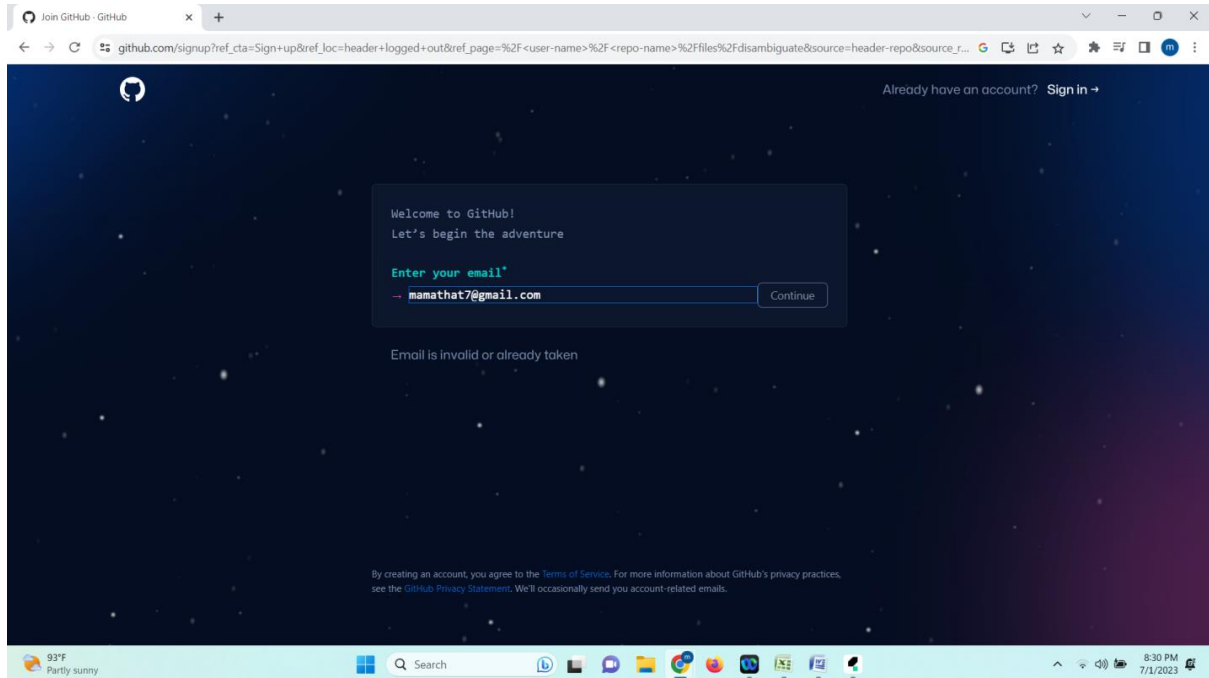 Join GitHub · GitHub
github.com/signup?ref_cta=Sign+up&ref_loc=header+logged+out&ref_page=%2F<user-name>%2F<repo-name>%2Ffiles%2Fdisambiguate&source=header-repo&source_r...
m
Already have an account? Sign in →
Welcome to GitHub!
Let's begin the adventure
Enter your email*
→ mamathat7@gmail.com Continue
Email is invalid or already taken
By creating an account, you agree to the Terms of Service. For more information about GitHub's privacy practices,
see the GitHub Privacy Statement. We'll occasionally send you account-related emails.
93°F
Partly sunny
Search
8:30 PM
7/1/2023